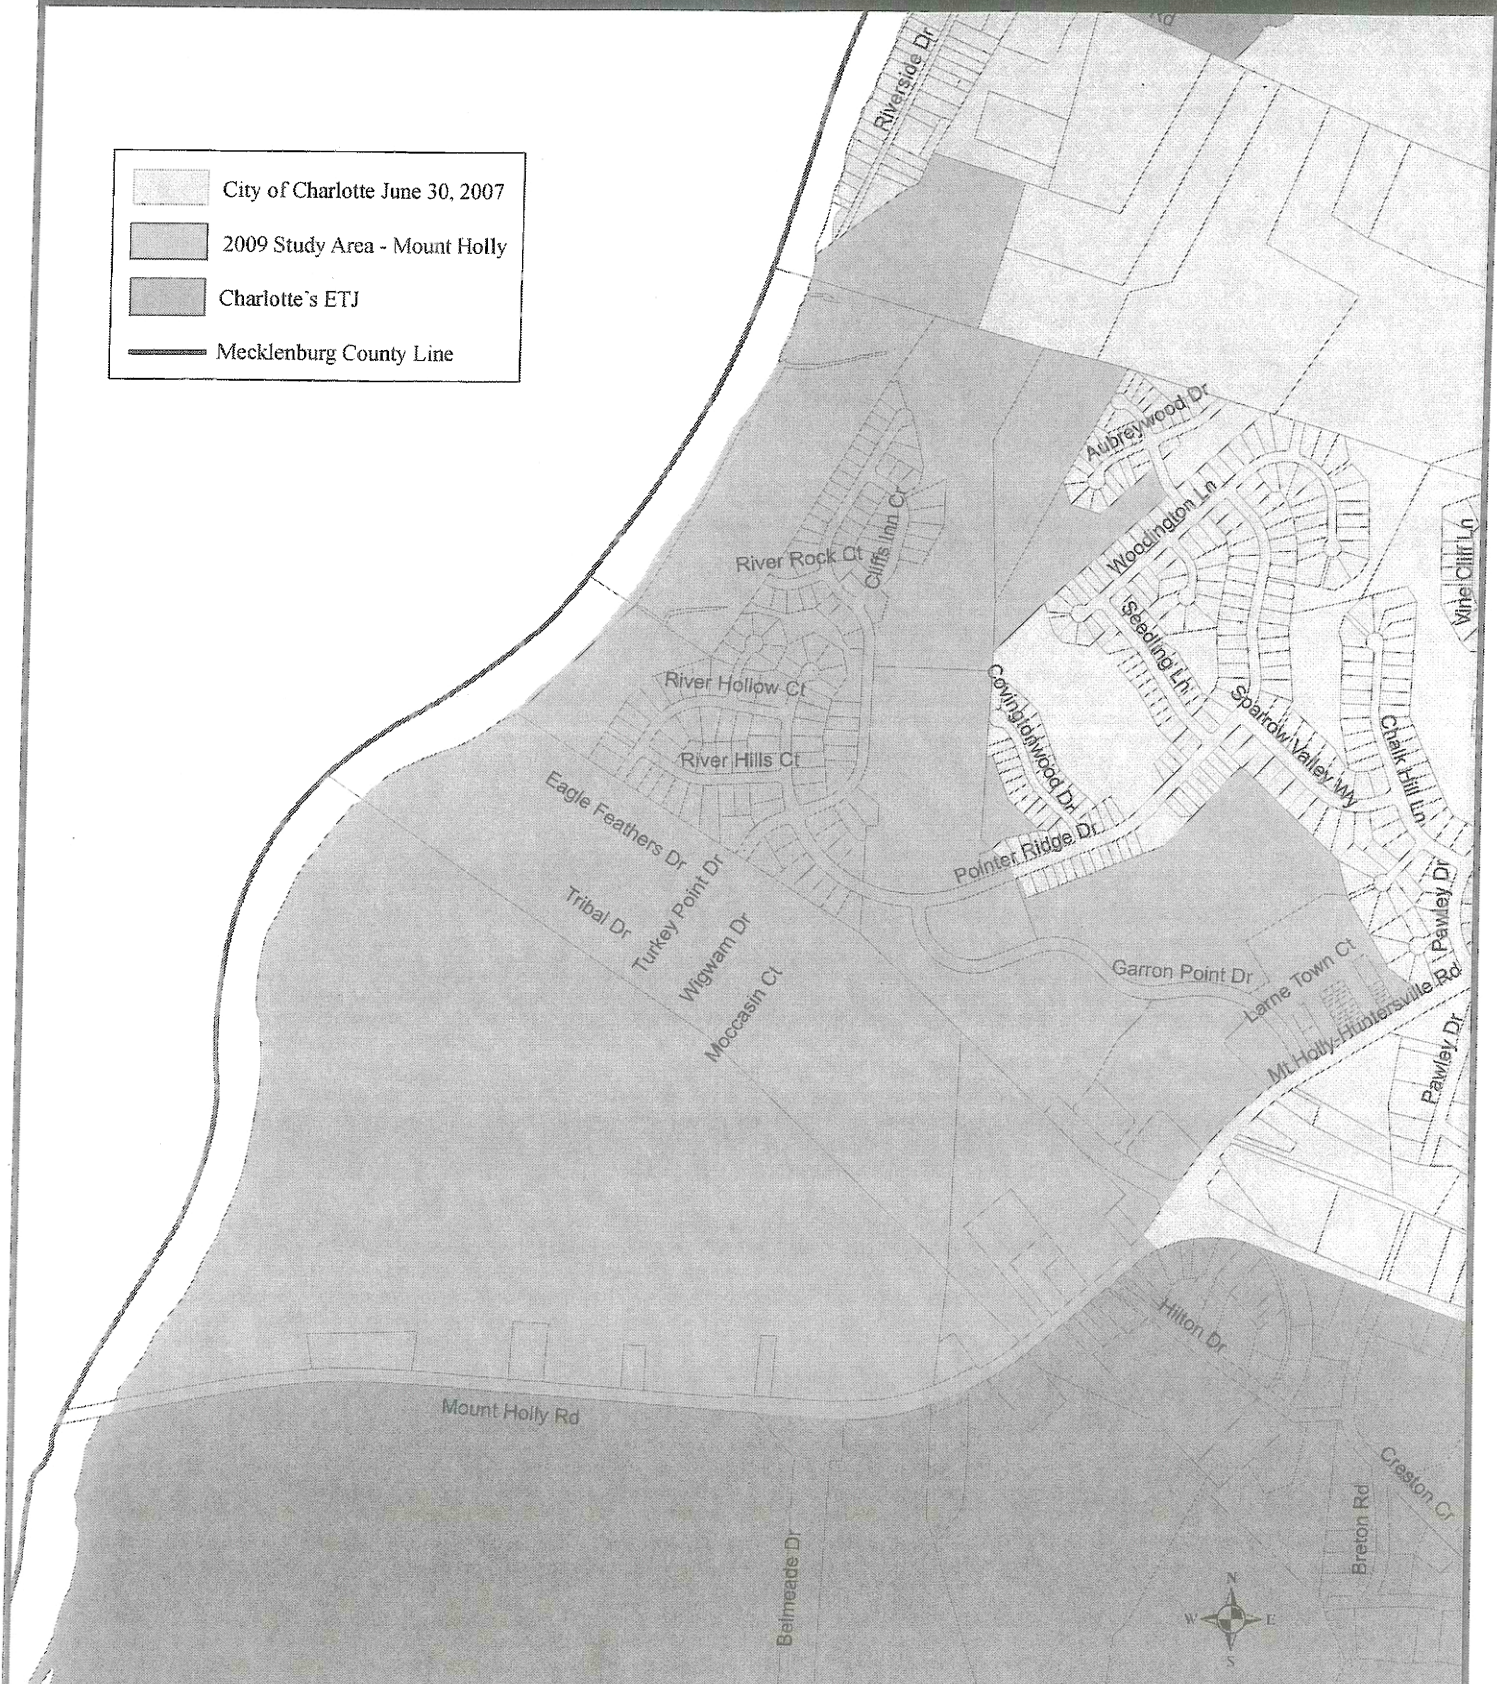 Rd
Riverside Dr
City of Charlotte June 30, 2007
2009 Study Area - Mount Holly
Charlotte's ETJ
Mecklenburg County Line
Aubreywood Dr
Woodington Ln
Cliffs Inn Cr
River Rock Ct
Vine Cliff Ln
Seedling Ln
River Hollow Ct
Covingtonwood Dr
Sparrow Valley Wy
Chalk Hill Ln
River Hills Ct
Eagle Feathers Dr
Pointer Ridge Dr
Turkey Point Dr
Tribal Dr
Pawley Dr
Wigwam Dr
Moccasin Ct
Garron Point Dr
Larne Town Ct
Mt Holly-Huntersville Rd
Pawley Dr
Hilton Dr
Mount Holly Rd
Creston Cr
Breton Rd
Belmeade Dr
N
W E
S